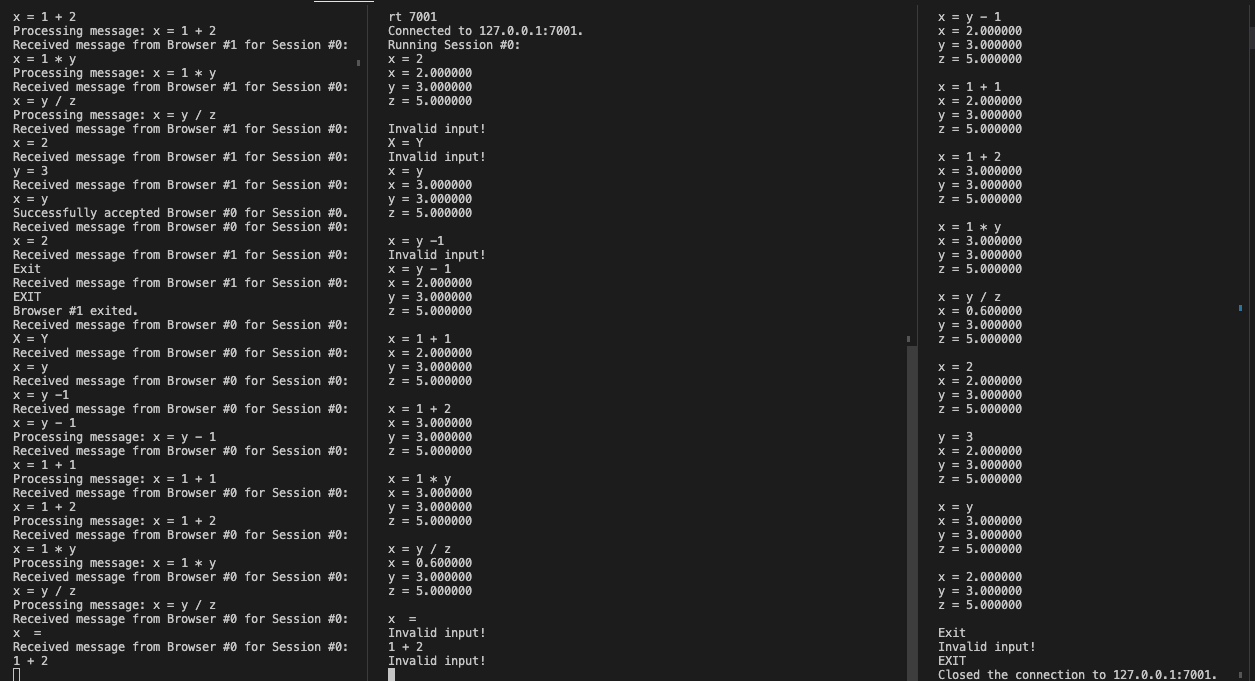 x = 1 + 2
Processing message: x = 1 + 2
Received message from Browser #1 for Session #0:
x = 1 * y
Processing message: x = 1 * y
Received message from Browser #1 for Session #0:
x = y / z
Processing message: x = y / z
Received message from Browser #1 for Session #0:
x = 2
Received message from Browser #1 for Session #0:
y = 3
Received message from Browser #1 for Session #0:
x = y
Successfully accepted Browser #0 for Session #0.
Received message from Browser #0 for Session #0:
x = 2
Received message from Browser #1 for Session #0:
Exit
Received message from Browser #1 for Session #0:
EXIT
Browser #1 exited.
Received message from Browser #0 for Session #0:
X = Y
Received message from Browser #0 for Session #0:
x = y
Received message from Browser #0 for Session #0:
x = y -1
Received message from Browser #0 for Session #0:
x = y - 1
Processing message: x = y - 1
Received message from Browser #0 for Session #0:
x = 1 + 1
Processing message: x = 1 + 1
Received message from Browser #0 for Session #0:
x = 1 + 2
Processing message: x = 1 + 2
Received message from Browser #0 for Session #0:
x = 1 * y
Processing message: x = 1 * y
Received message from Browser #0 for Session #0:
x = y / z
Processing message: x = y / z
Received message from Browser #0 for Session #0:
x  =
Received message from Browser #0 for Session #0:
1 + 2
rt 7001
Connected to 127.0.0.1:7001.
Running Session #0:
x = 2
x = 2.000000
y = 3.000000
z = 5.000000

Invalid input!
X = Y
Invalid input!
x = y
x = 3.000000
y = 3.000000
z = 5.000000

x = y -1
Invalid input!
x = y - 1
x = 2.000000
y = 3.000000
z = 5.000000

x = 1 + 1
x = 2.000000
y = 3.000000
z = 5.000000

x = 1 + 2
x = 3.000000
y = 3.000000
z = 5.000000

x = 1 * y
x = 3.000000
y = 3.000000
z = 5.000000

x = y / z
x = 0.600000
y = 3.000000
z = 5.000000

x  =
Invalid input!
1 + 2
Invalid input!
x = y - 1
x = 2.000000
y = 3.000000
z = 5.000000

x = 1 + 1
x = 2.000000
y = 3.000000
z = 5.000000

x = 1 + 2
x = 3.000000
y = 3.000000
z = 5.000000

x = 1 * y
x = 3.000000
y = 3.000000
z = 5.000000

x = y / z
x = 0.600000
y = 3.000000
z = 5.000000

x = 2
x = 2.000000
y = 3.000000
z = 5.000000

y = 3
x = 2.000000
y = 3.000000
z = 5.000000

x = y
x = 3.000000
y = 3.000000
z = 5.000000

x = 2.000000
y = 3.000000
z = 5.000000

Exit
Invalid input!
EXIT
Closed the connection to 127.0.0.1:7001.